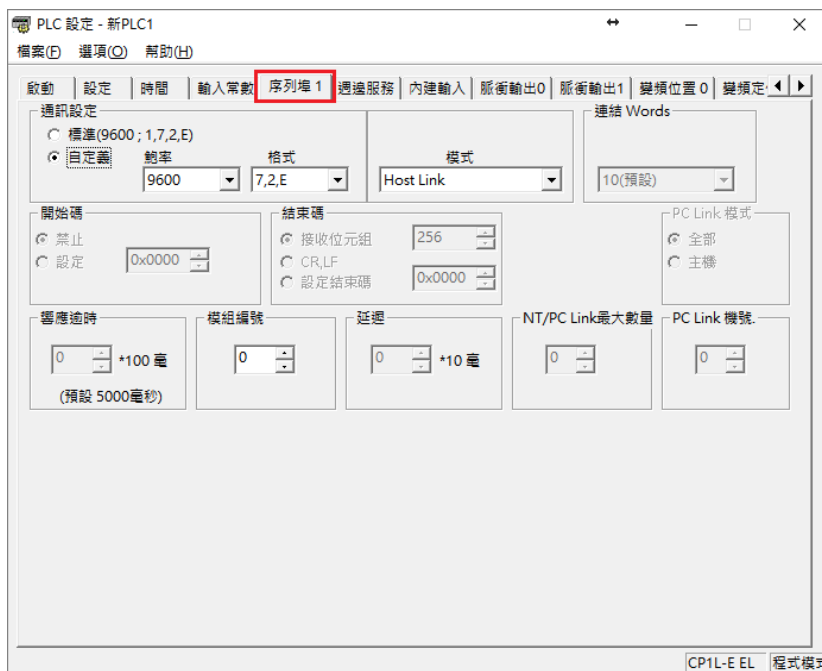 PLC 設定 - 新PLC1
檔案(F) 選項(O) 幫助(H)
啟動 設定 時間 輸入常數 序列埠 1 週邊服務 內建輸入 脈衝輸出0 脈衝輸出1 變頻位置 0 變頻定
通訊設定
標準(9600 ; 1,7,2,E)
自定義
鮑率
9600
格式
7,2,E
模式
Host Link
連結 Words
10(預設)
開始碼
禁止
設定
0x0000
結束碼
接收位元組
256
CR,LF
設定結束碼
0x0000
PC Link 模式
全部
主機
響應逾時
0
*100 毫
(預設 5000毫秒)
模組編號
0
延遲
0
*10 毫
NT/PC Link最大數量
0
PC Link 機號.
0
CP1L-E EL
程式模